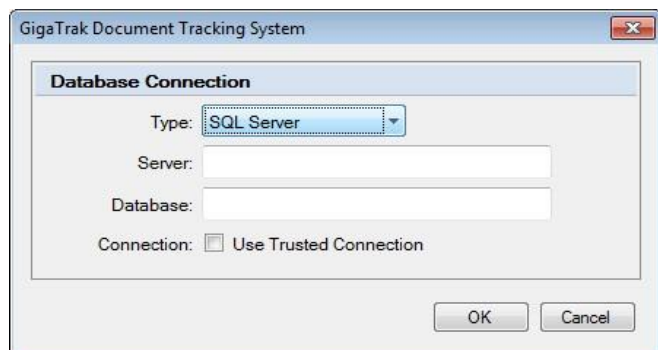 GigaTrak Document Tracking System
Database Connection
Type: SQL Server
Server:
Database:
Connection: Use Trusted Connection
OK Cancel